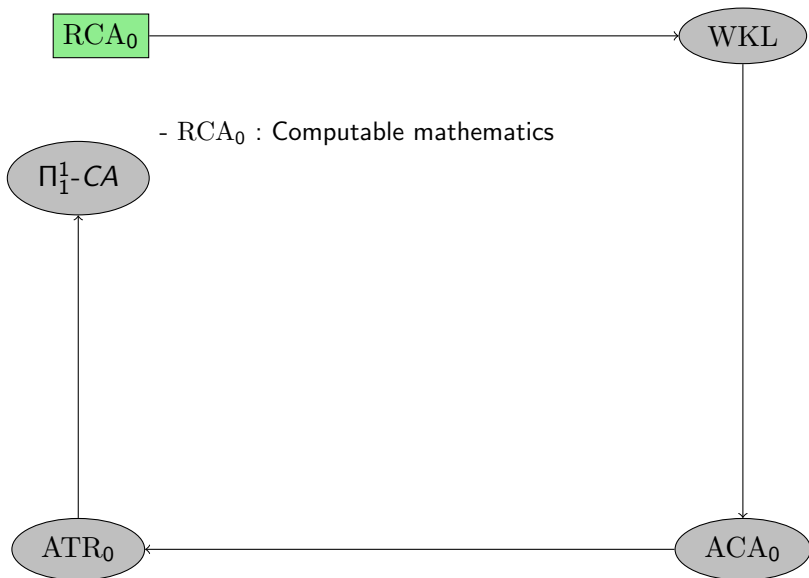 RCA₀
WKL
- RCA₀ : Computable mathematics
Π¹₁-CA
ATR₀
ACA₀